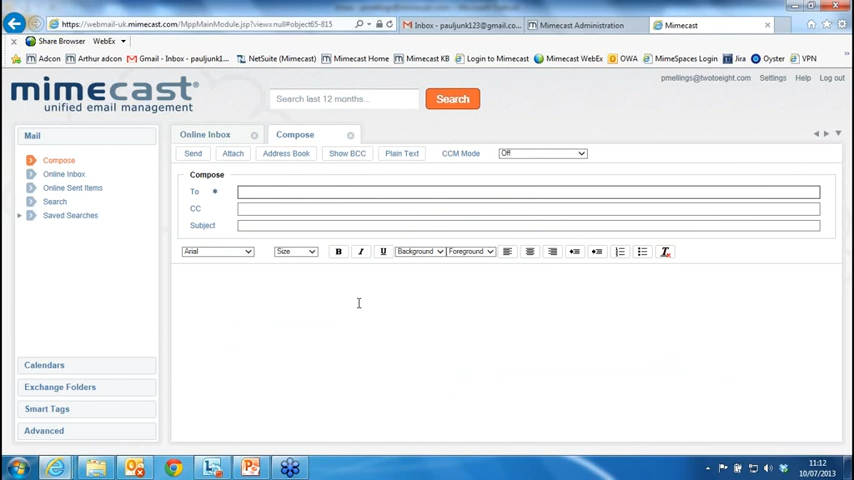 https://webmail-uk.mimecast.com/MppMainModule.jsp?view=null#object65-815
Inbox - pauljunk123@gmail.co...
Mimecast Administration
Mimecast
Share Browser WebEx
Adcon Arthur adcon Gmail - Inbox - pauljunk... NetSuite (Mimecast) Mimecast Home Mimecast KB Login to Mimecast Mimecast WebEx OWA MimeSpaces Login Jira Oyster VPN
mimecast®
unified email management
Search last 12 months...
Search
pmellings@twotoeight.com Settings Help Log out
Mail
Compose
Online Inbox
Online Sent Items
Search
Saved Searches
Calendars
Exchange Folders
Smart Tags
Advanced
Online Inbox Compose
Send Attach Address Book Show BCC Plain Text CCM Mode Off
Compose
To *
CC
Subject
Arial Size B I U Background Foreground
11:12
10/07/2013